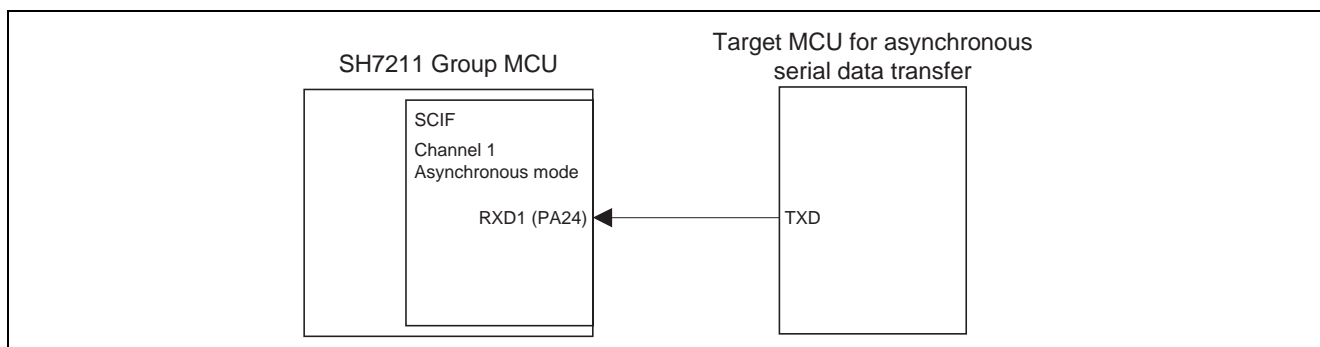 SH7211 Group MCU
SCIF
Channel 1
Asynchronous mode
RXD1 (PA24)
Target MCU for asynchronous
serial data transfer
TXD